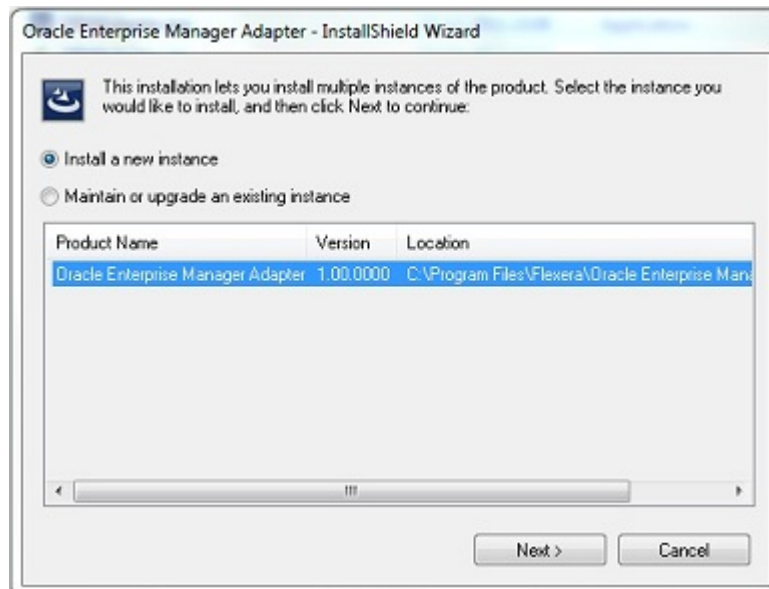 Oracle Enterprise Manager Adapter - InstallShield Wizard
This installation lets you install multiple instances of the product. Select the instance you
would like to install, and then click Next to continue:
Install a new instance
Maintain or upgrade an existing instance
Product Name Version Location
Oracle Enterprise Manager Adapter 1.00.0000 C:\Program Files\Flexera\Oracle Enterprise Mana
Next > Cancel